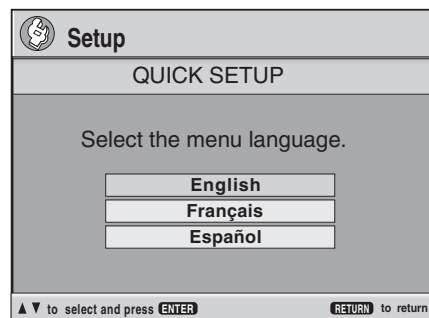 Setup
QUICK SETUP
Select the menu language.
English
Français
Español
▲ ▼ to select and press ENTER RETURN to return